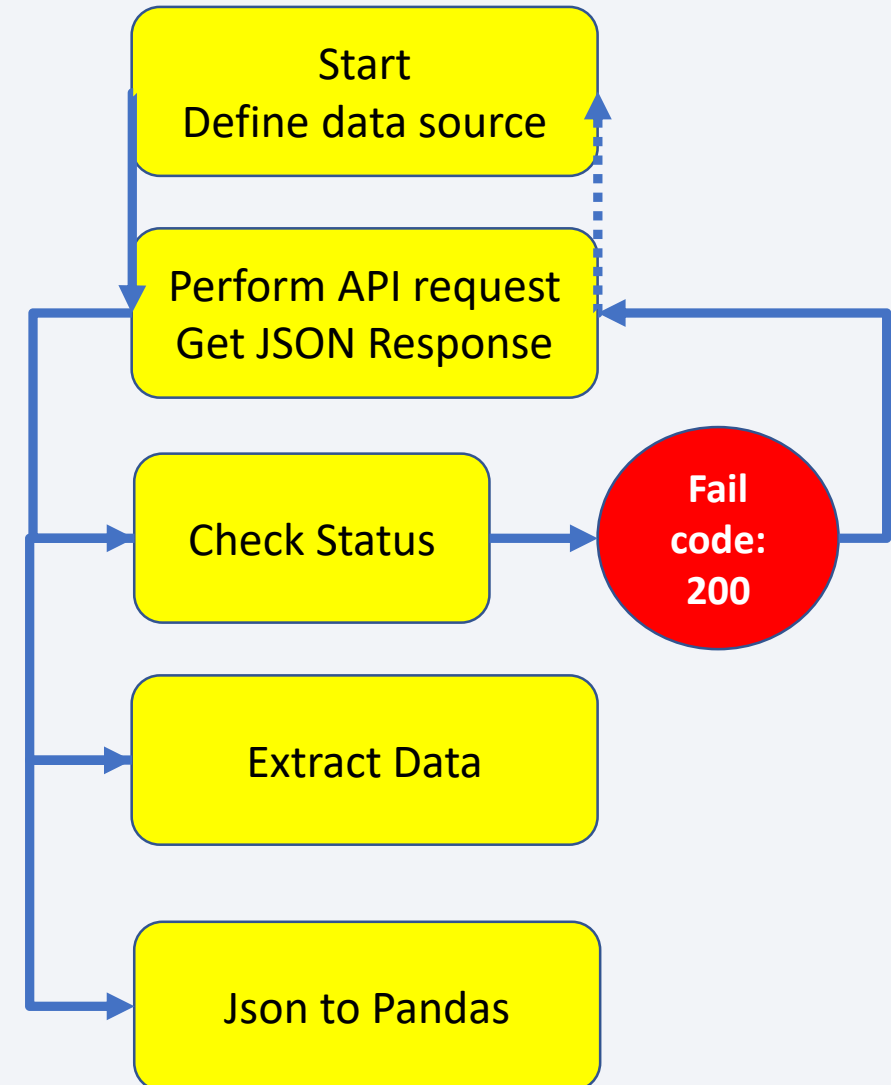 Start
Define data source
Perform API request
Get JSON Response
Check Status
Fail
code:
200
Extract Data
Json to Pandas